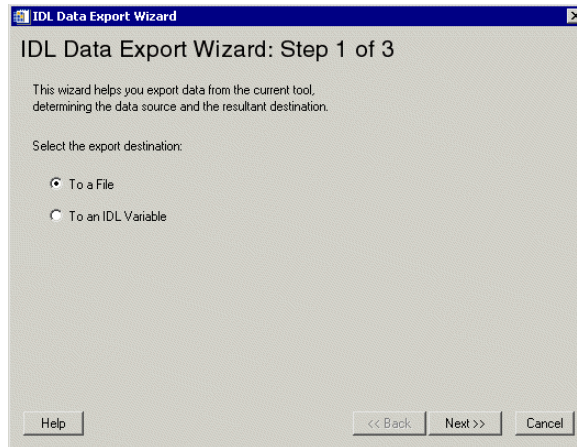 IDL Data Export Wizard
IDL Data Export Wizard: Step 1 of 3
This wizard helps you export data from the current tool,
determining the data source and the resultant destination.
Select the export destination:
To a File
To an IDL Variable
Help
<< Back
Next >>
Cancel